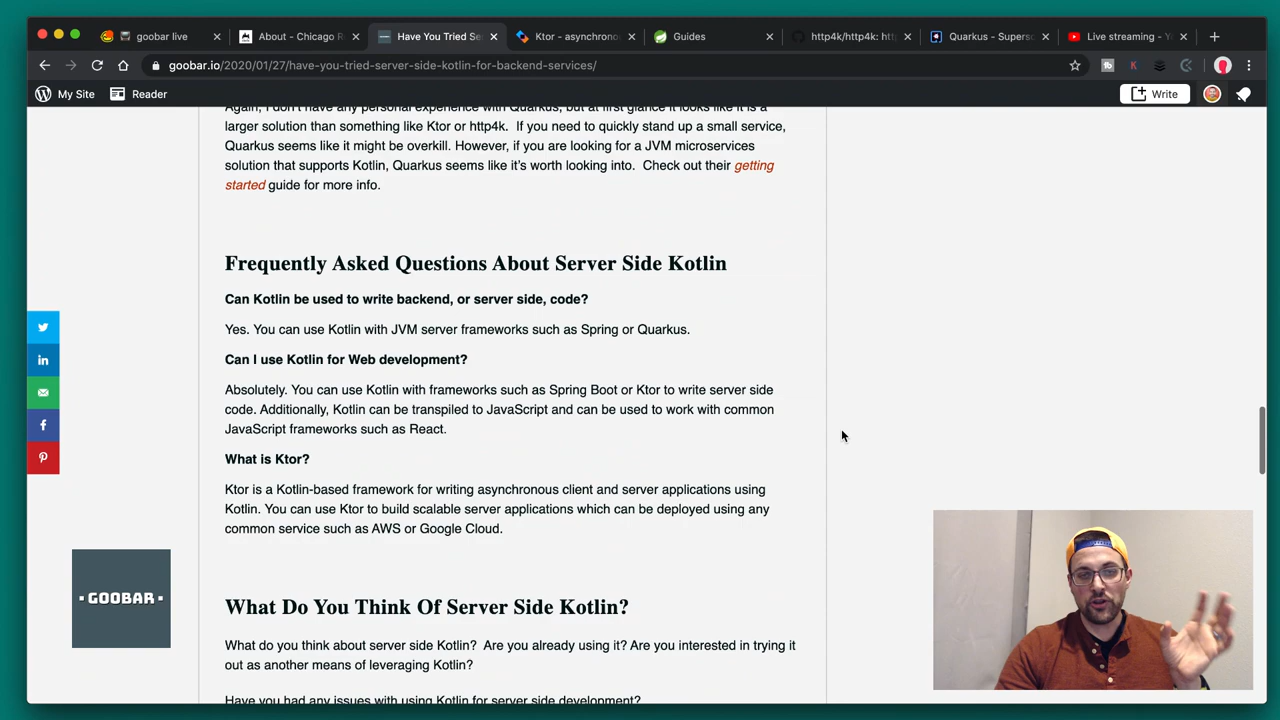 goobar live
About - Chicago R
Have You Tried Se
Ktor - asynchrono
Guides
http4k/http4k: htt
Quarkus - Supers
Live streaming - Y
goobar.io/2020/01/27/have-you-tried-server-side-kotlin-for-backend-services/
My Site
Reader
Write
Again, I don't have any personal experience with Quarkus, but at first glance it looks like it is a
larger solution than something like Ktor or http4k. If you need to quickly stand up a small service,
Quarkus seems like it might be overkill. However, if you are looking for a JVM microservices
solution that supports Kotlin, Quarkus seems like it's worth looking into. Check out their getting
started guide for more info.
Frequently Asked Questions About Server Side Kotlin
Can Kotlin be used to write backend, or server side, code?
Yes. You can use Kotlin with JVM server frameworks such as Spring or Quarkus.
Can I use Kotlin for Web development?
Absolutely. You can use Kotlin with frameworks such as Spring Boot or Ktor to write server side
code. Additionally, Kotlin can be transpiled to JavaScript and can be used to work with common
JavaScript frameworks such as React.
What is Ktor?
Ktor is a Kotlin-based framework for writing asynchronous client and server applications using
Kotlin. You can use Ktor to build scalable server applications which can be deployed using any
common service such as AWS or Google Cloud.
GOOBAR
What Do You Think Of Server Side Kotlin?
What do you think about server side Kotlin? Are you already using it? Are you interested in trying it
out as another means of leveraging Kotlin?
Have you had any issues with using Kotlin for server side development?